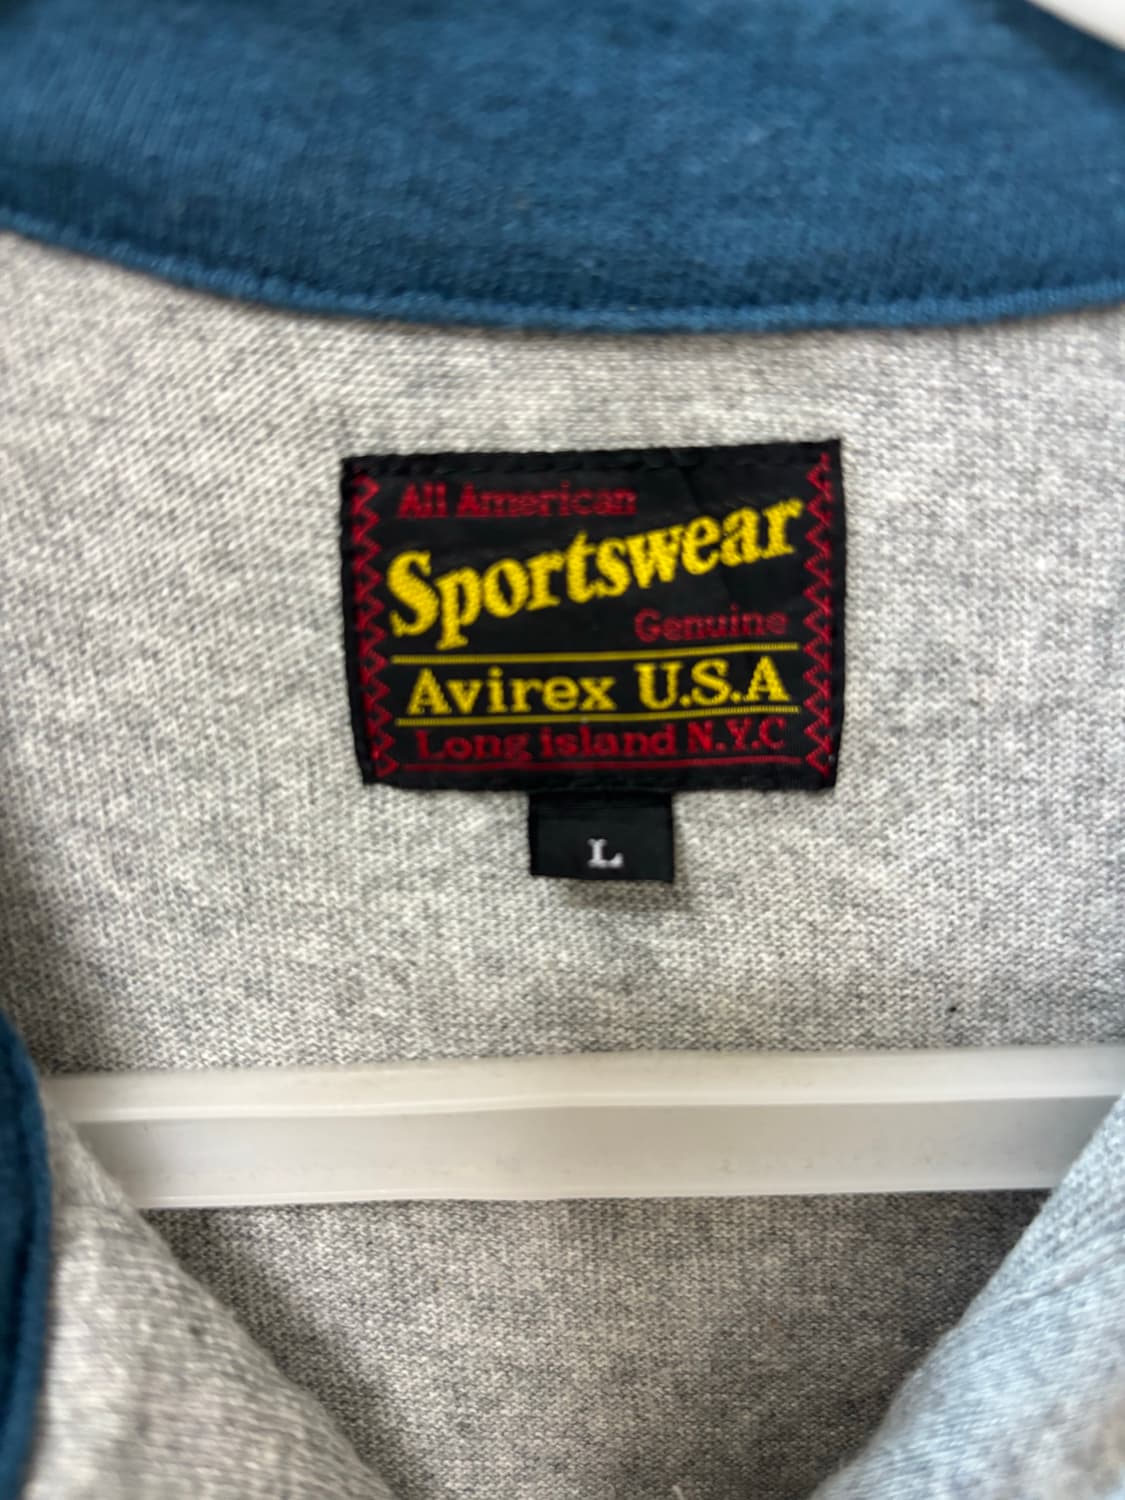 All American
Sportswear
Genuine
Avirex U.S.A
Long island N.Y.C
L